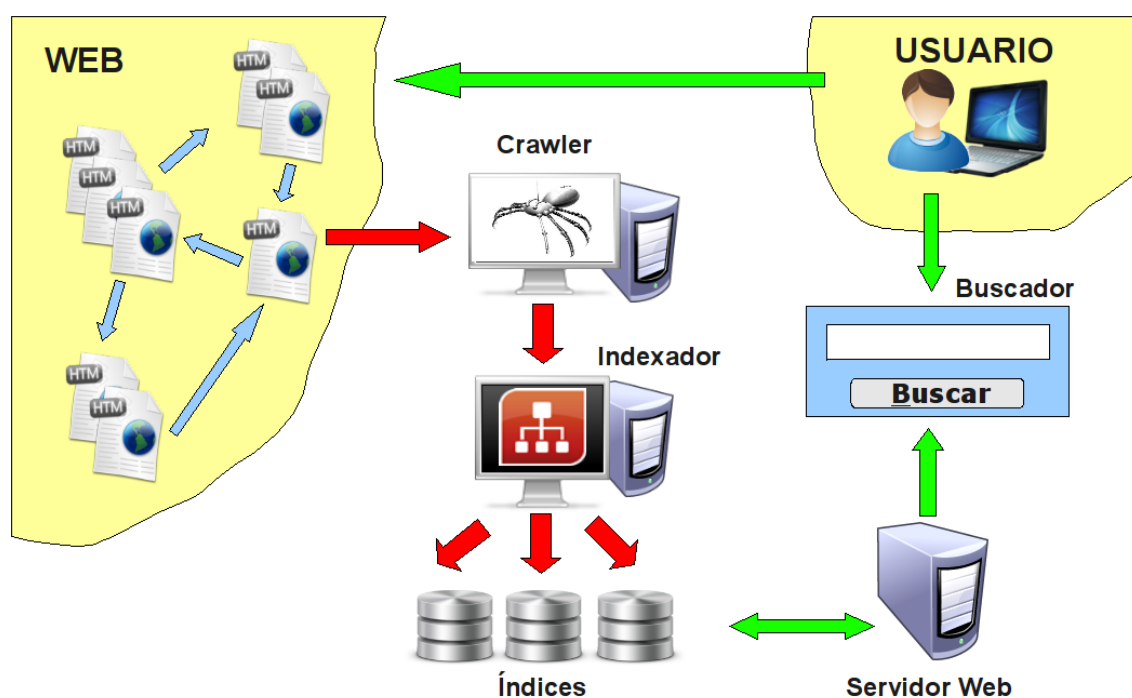 WEB
USUARIO
HTM
HTM
HTM
HTM
HTM
HTM
HTM
HTM
Crawler
Buscador
Indexador
Buscar
Índices
Servidor Web